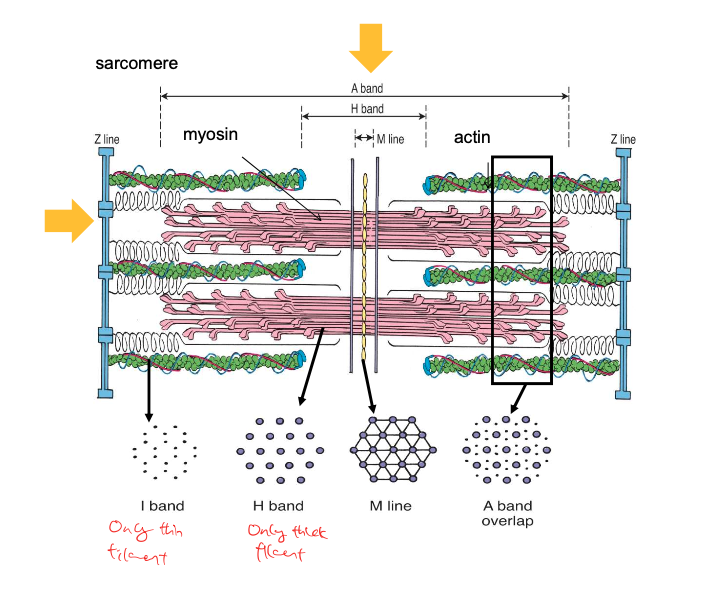 sarcomere
A band
H band
myosin
M line
actin
Z line
Z line
I band
H band
M line
A band
overlap
Only thin
filament
Only thick
filament